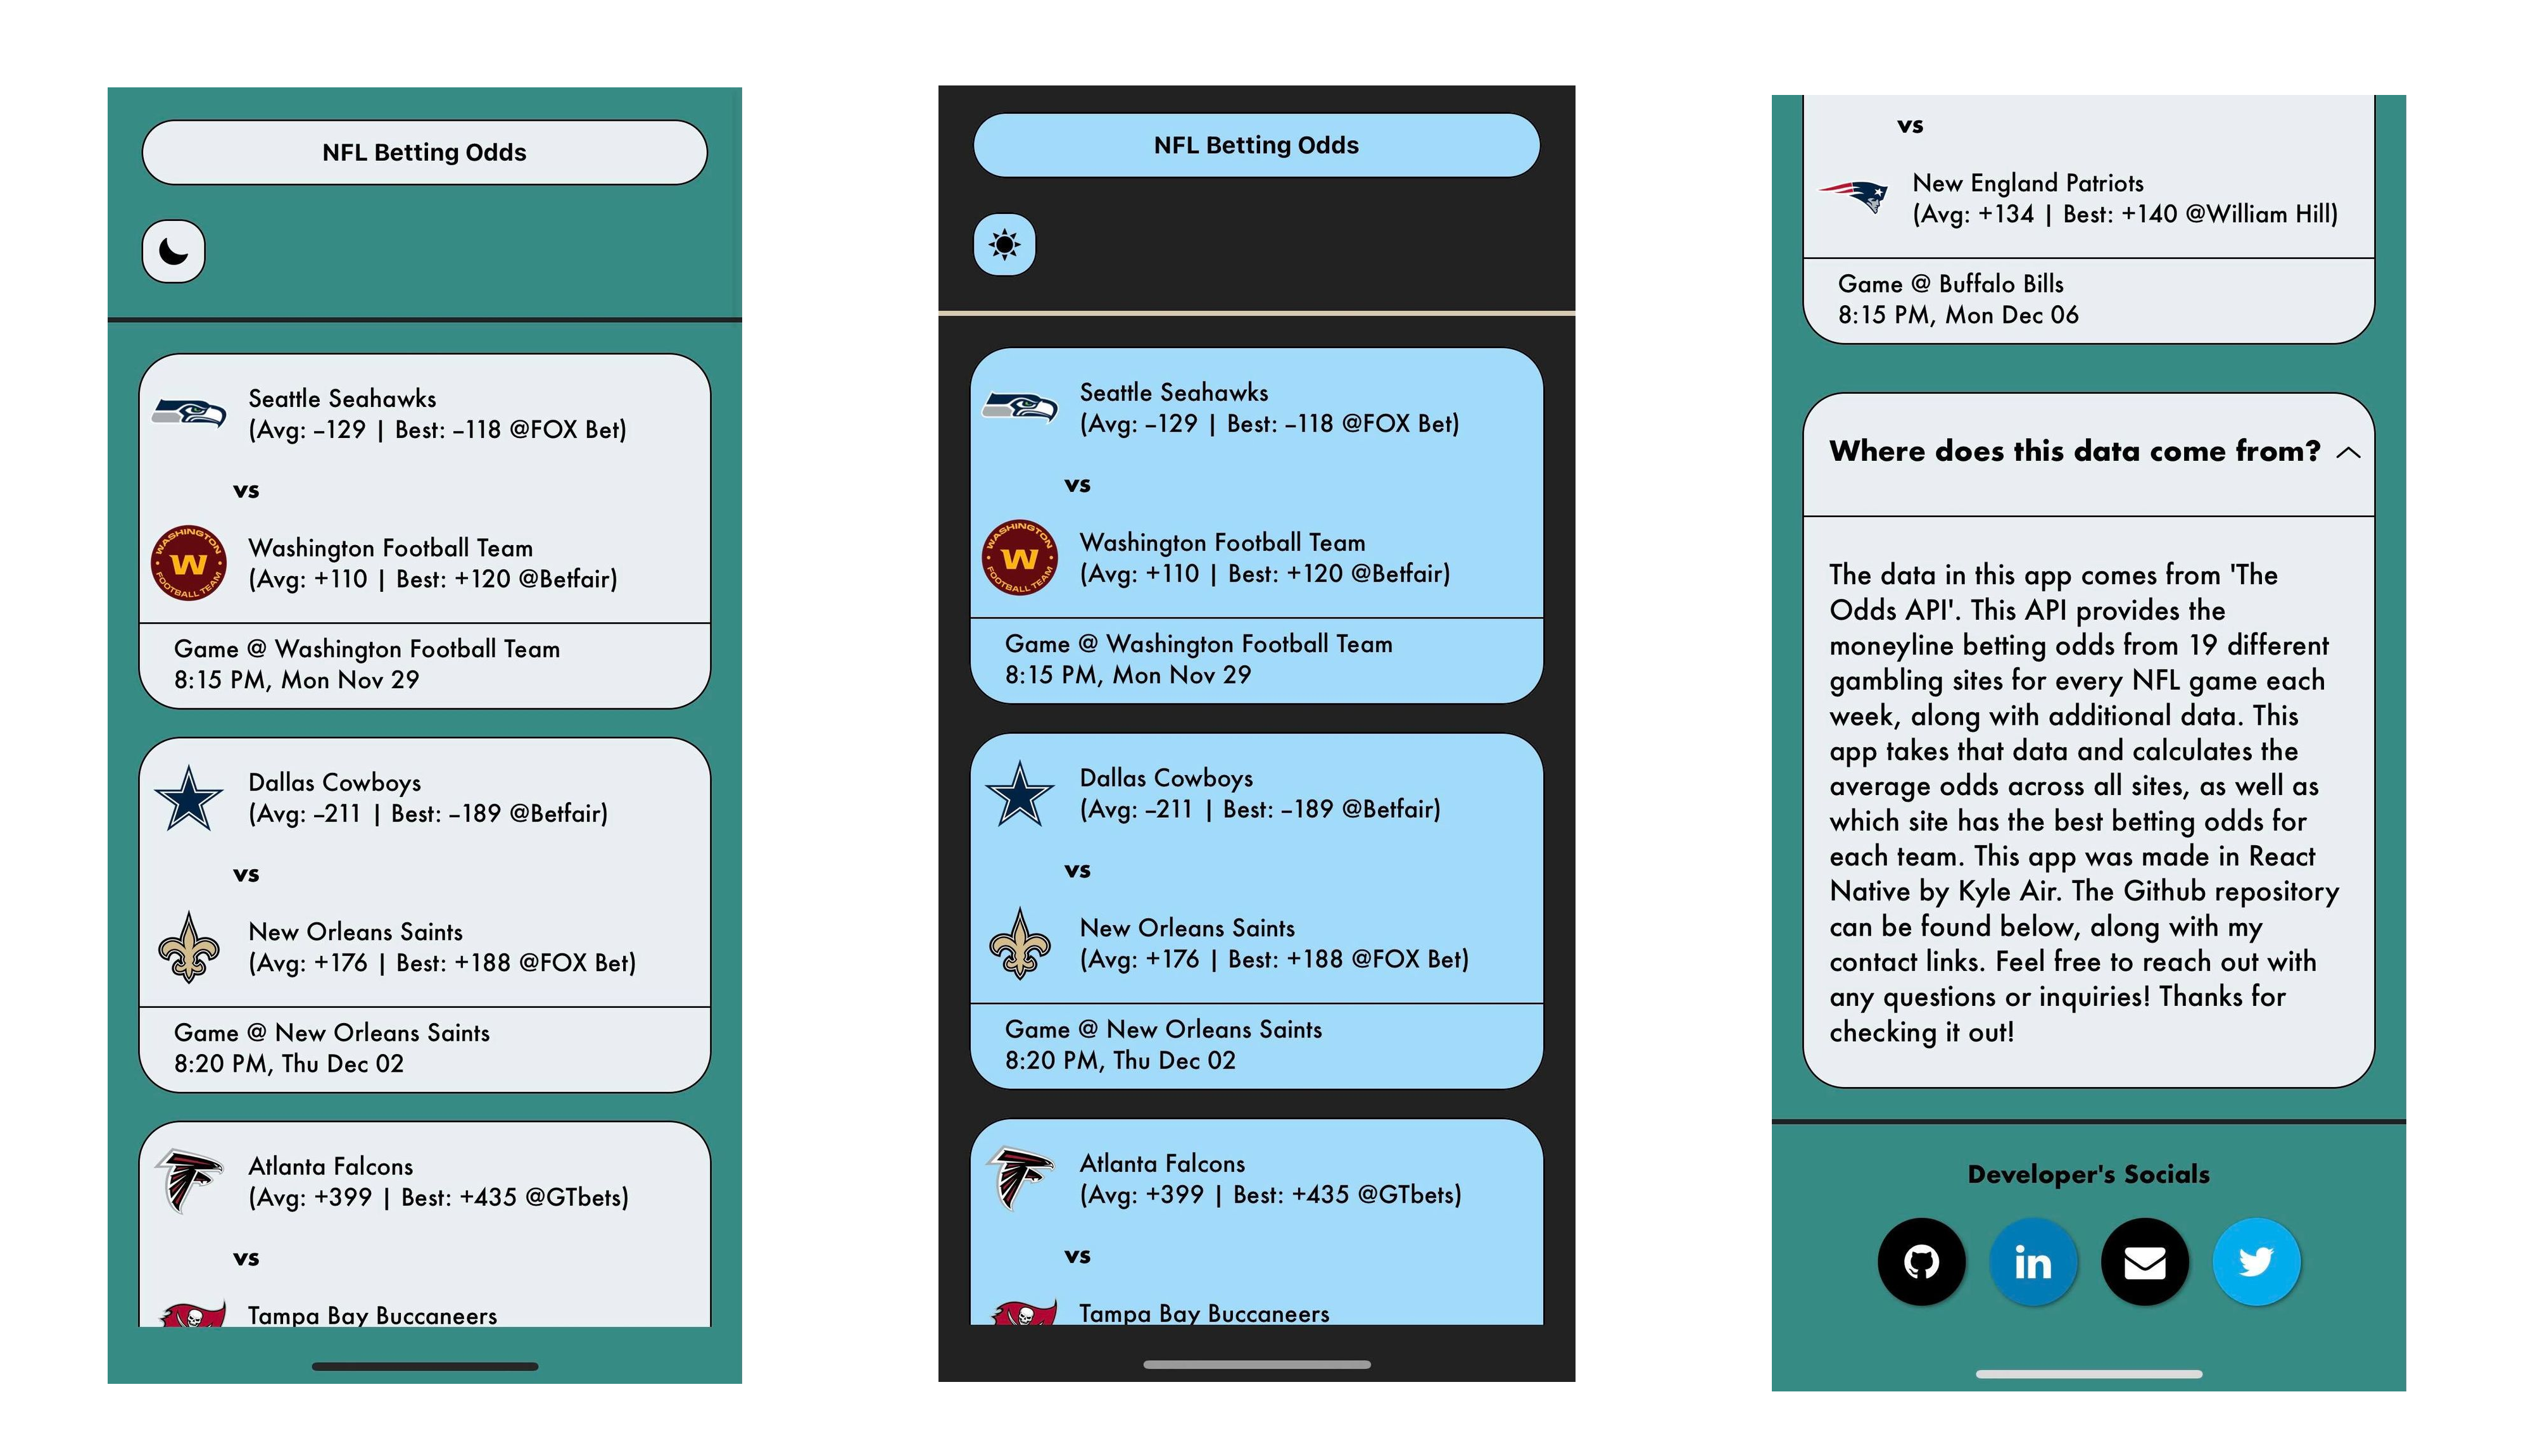 NFL Betting Odds
Seattle Seahawks
(Avg: -129 | Best: -118 @FOX Bet)
vs
WASHINGTON
W
FOOTBALL TEAM
Washington Football Team
(Avg: +110 | Best: +120 @Betfair)
Game @ Washington Football Team
8:15 PM, Mon Nov 29
Dallas Cowboys
(Avg: -211 | Best: -189 @Betfair)
vs
New Orleans Saints
(Avg: +176 | Best: +188 @FOX Bet)
Game @ New Orleans Saints
8:20 PM, Thu Dec 02
Atlanta Falcons
(Avg: +399 | Best: +435 @GTbets)
vs
Tampa Bay Buccaneers
NFL Betting Odds
Seattle Seahawks
(Avg: -129 | Best: -118 @FOX Bet)
vs
WASHINGTON
W
FOOTBALL TEAM
Washington Football Team
(Avg: +110 | Best: +120 @Betfair)
Game @ Washington Football Team
8:15 PM, Mon Nov 29
Dallas Cowboys
(Avg: -211 | Best: -189 @Betfair)
vs
New Orleans Saints
(Avg: +176 | Best: +188 @FOX Bet)
Game @ New Orleans Saints
8:20 PM, Thu Dec 02
Atlanta Falcons
(Avg: +399 | Best: +435 @GTbets)
vs
Tampa Bay Buccaneers
vs
New England Patriots
(Avg: +134 | Best: +140 @William Hill)
Game @ Buffalo Bills
8:15 PM, Mon Dec 06
Where does this data come from?
The data in this app comes from 'The
Odds API'. This API provides the
moneyline betting odds from 19 different
gambling sites for every NFL game each
week, along with additional data. This
app takes that data and calculates the
average odds across all sites, as well as
which site has the best betting odds for
each team. This app was made in React
Native by Kyle Air. The Github repository
can be found below, along with my
contact links. Feel free to reach out with
any questions or inquiries! Thanks for
checking it out!
Developer's Socials
in